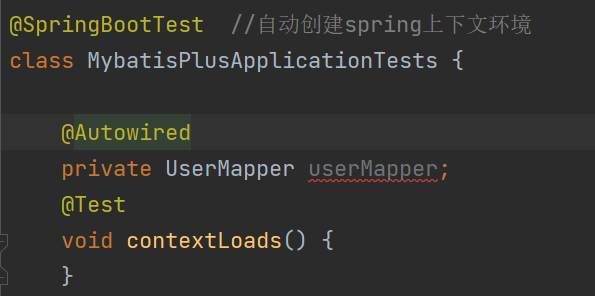 @SpringBootTest  //自动创建spring上下文环境
class MybatisPlusApplicationTests {
@Autowired
private UserMapper userMapper;
@Test
void contextLoads() {
}